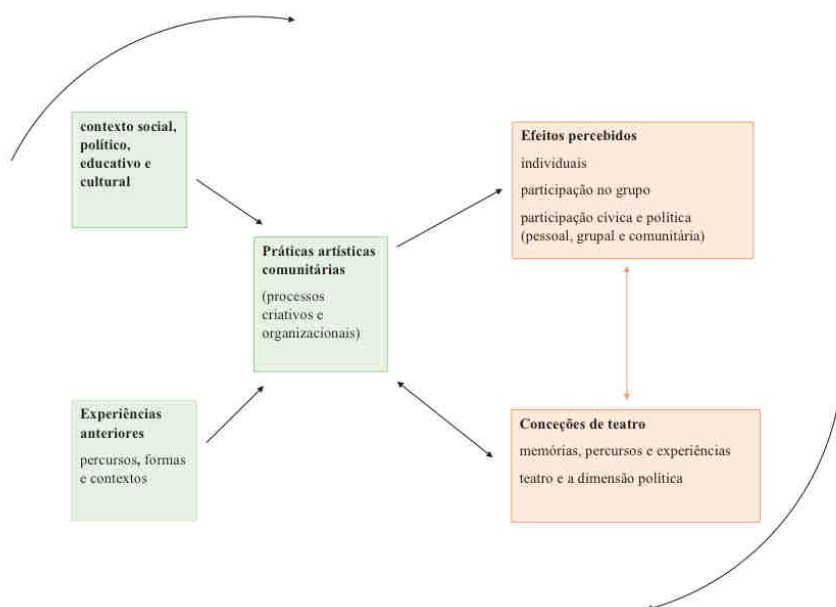 contexto social,
político,
educativo e
cultural
Efeitos percebidos
individuais
participação no grupo
participação cívica e política
(pessoal, grupal e comunitária)
Práticas artísticas
comunitárias
(processos
criativos e
organizacionais)
Experiências
anteriores
percursos, formas
e contextos
Conceções de teatro
memórias, percursos e experiências
teatro e a dimensão política